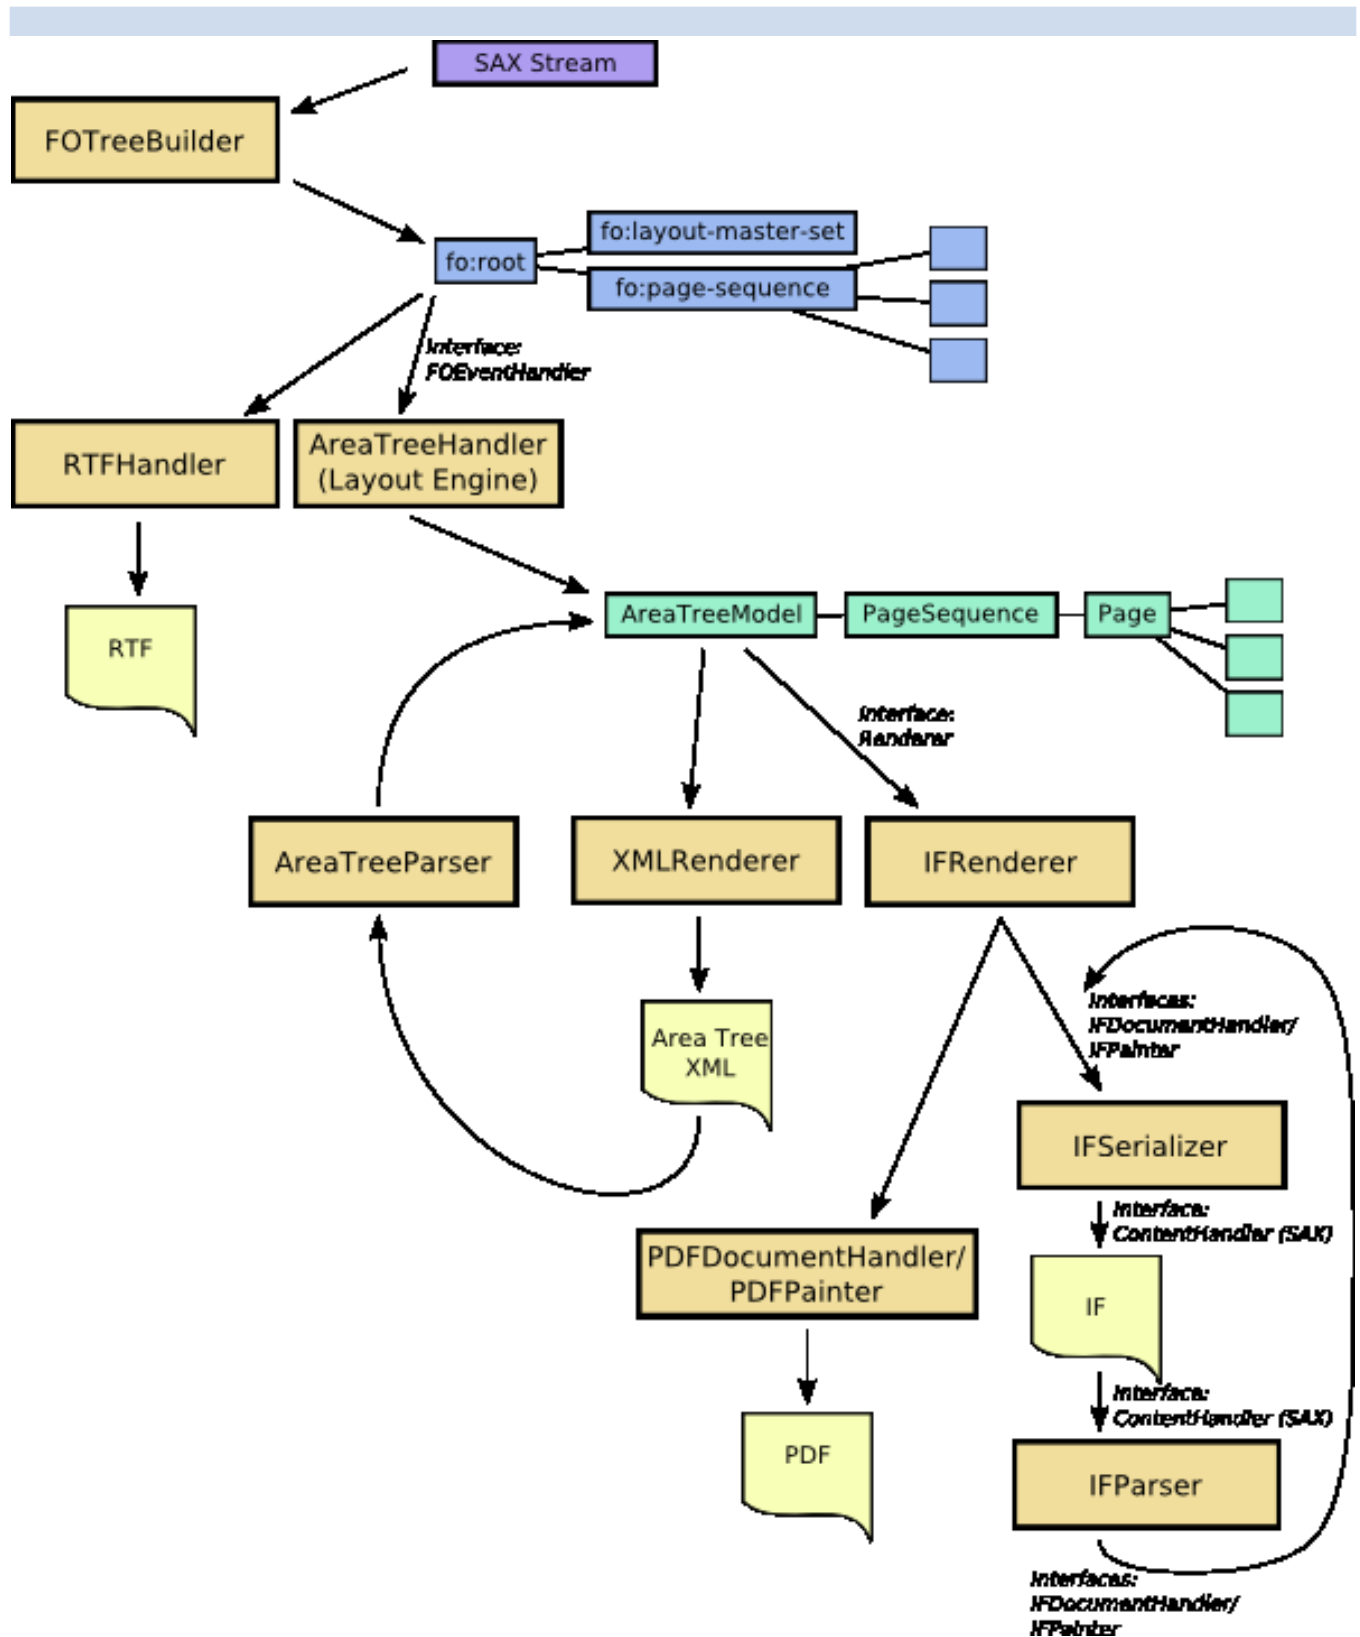 SAX Stream
FOTreeBuilder
fo:layout-master-set
fo:root
fo:page-sequence
Interface:
FOEventHandler
RTFHandler
AreaTreeHandler
(Layout Engine)
RTF
AreaTreeModel
PageSequence
Page
Interface:
Renderer
AreaTreeParser
XMLRenderer
IFRenderer
Interfaces:
IFDocumentHandler/
IFPainter
Area Tree
XML
IFSerializer
Interface:
ContentHandler (SAX)
PDFDocumentHandler/
PDFPainter
IF
Interface:
ContentHandler (SAX)
PDF
IFParser
Interfaces:
IFDocumentHandler/
IFPainter